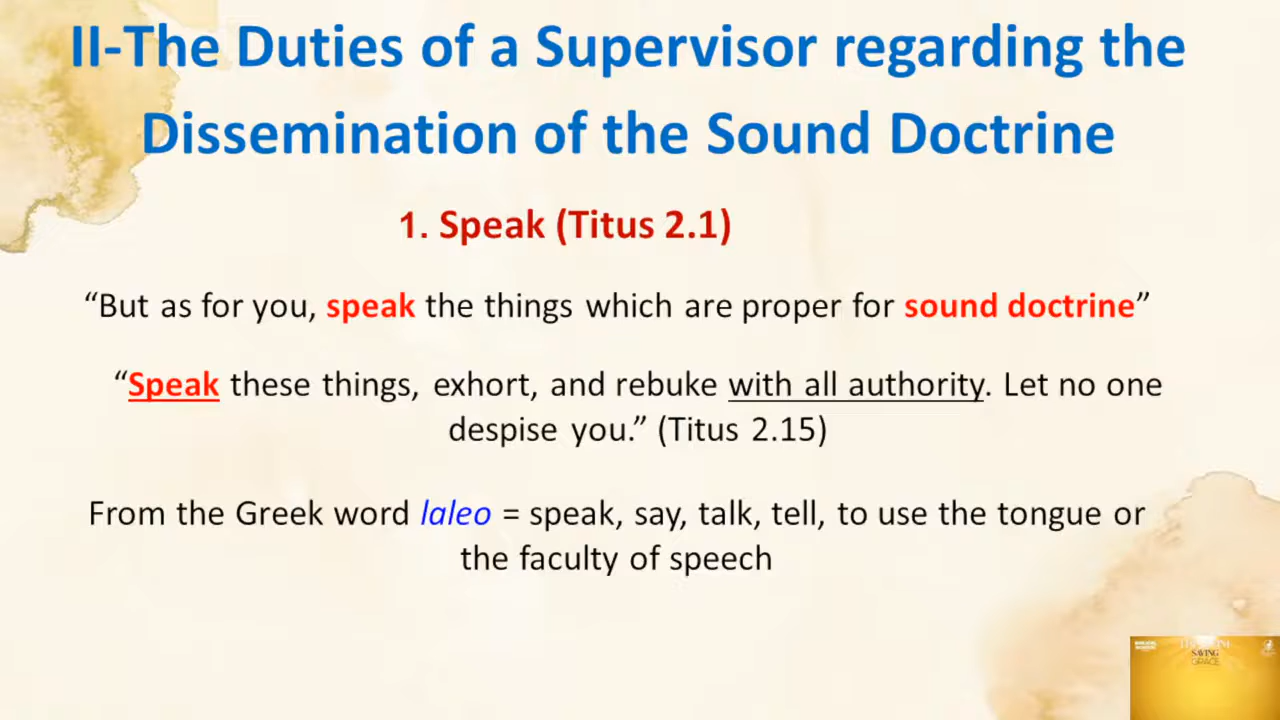 II-The Duties of a Supervisor regarding the
Dissemination of the Sound Doctrine
1. Speak (Titus 2.1)
“But as for you, speak the things which are proper for sound doctrine”
“Speak these things, exhort, and rebuke with all authority. Let no one
despise you.” (Titus 2.15)
From the Greek word laleo = speak, say, talk, tell, to use the tongue or
the faculty of speech
SAVING
GRACE